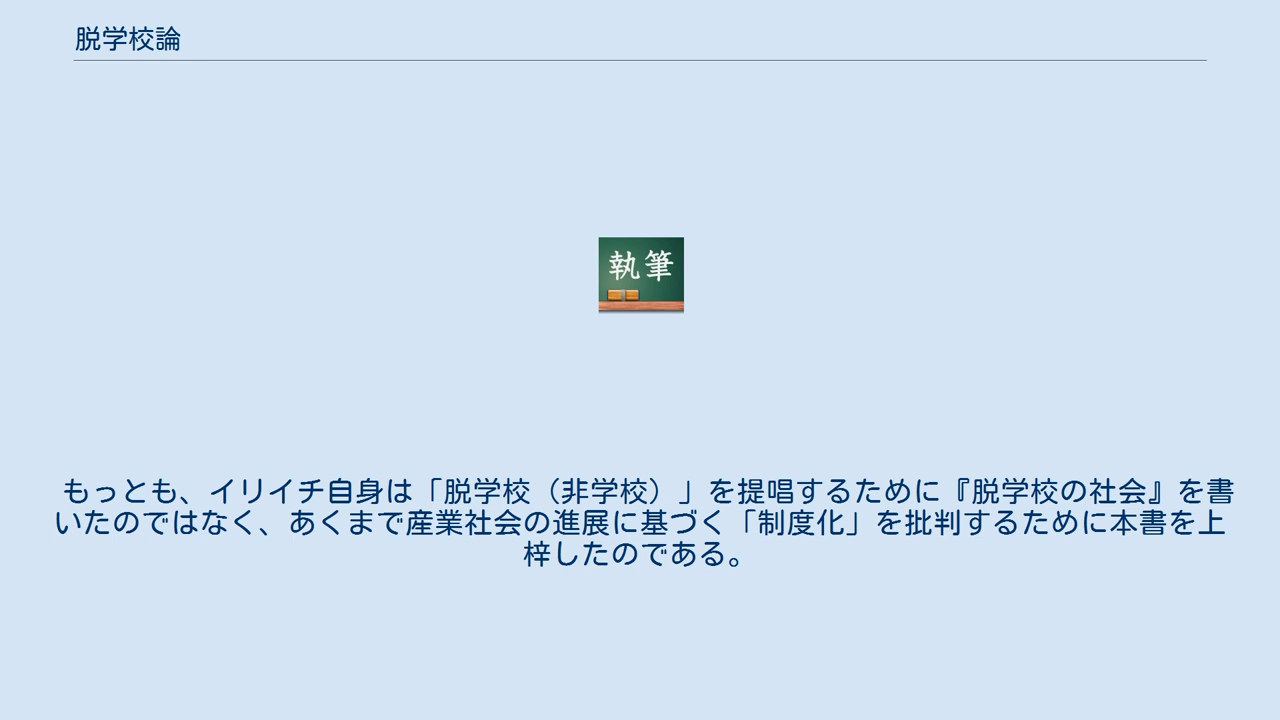 脱学校論
執筆
もっとも、イリイチ自身は「脱学校（非学校）」を提唱するために『脱学校の社会』を書
いたのではなく、あくまで産業社会の進展に基づく「制度化」を批判するために本書を上
梓したのである。